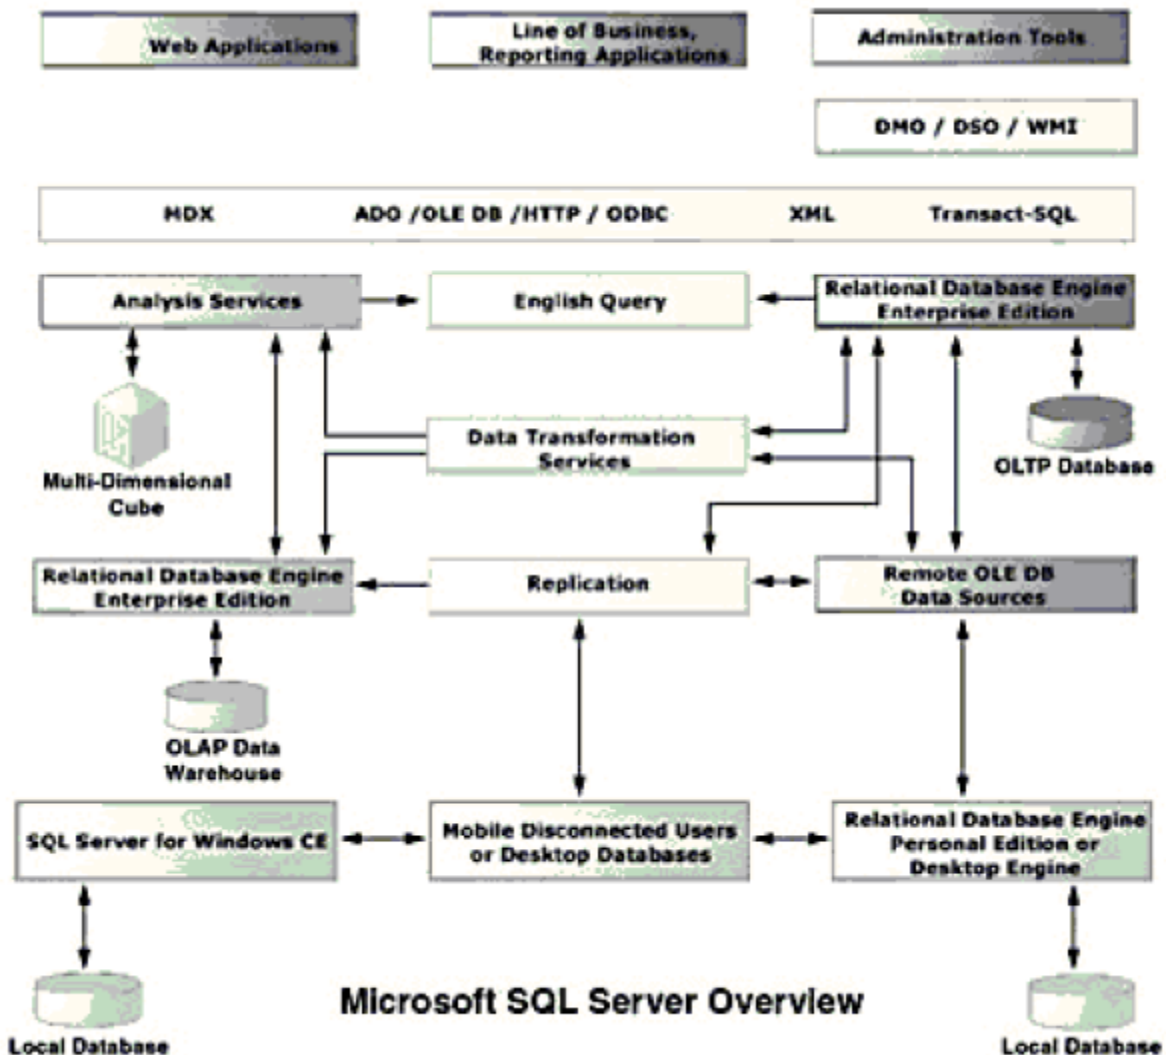 Web Applications
Line of Business,
Reporting Applications
Administration Tools
DMO / DSO / WMI
MDX ADO /OLE DB /HTTP / ODBC XML Transact-SQL
Analysis Services
English Query
Relational Database Engine
Enterprise Edition
Multi-Dimensional
Cube
Data Transformation
Services
OLTP Database
Relational Database Engine
Enterprise Edition
Replication
Remote OLE DB
Data Sources
OLAP Data
Warehouse
SQL Server for Windows CE
Mobile Disconnected Users
or Desktop Databases
Relational Database Engine
Personal Edition or
Desktop Engine
Local Database
Microsoft SQL Server Overview
Local Database